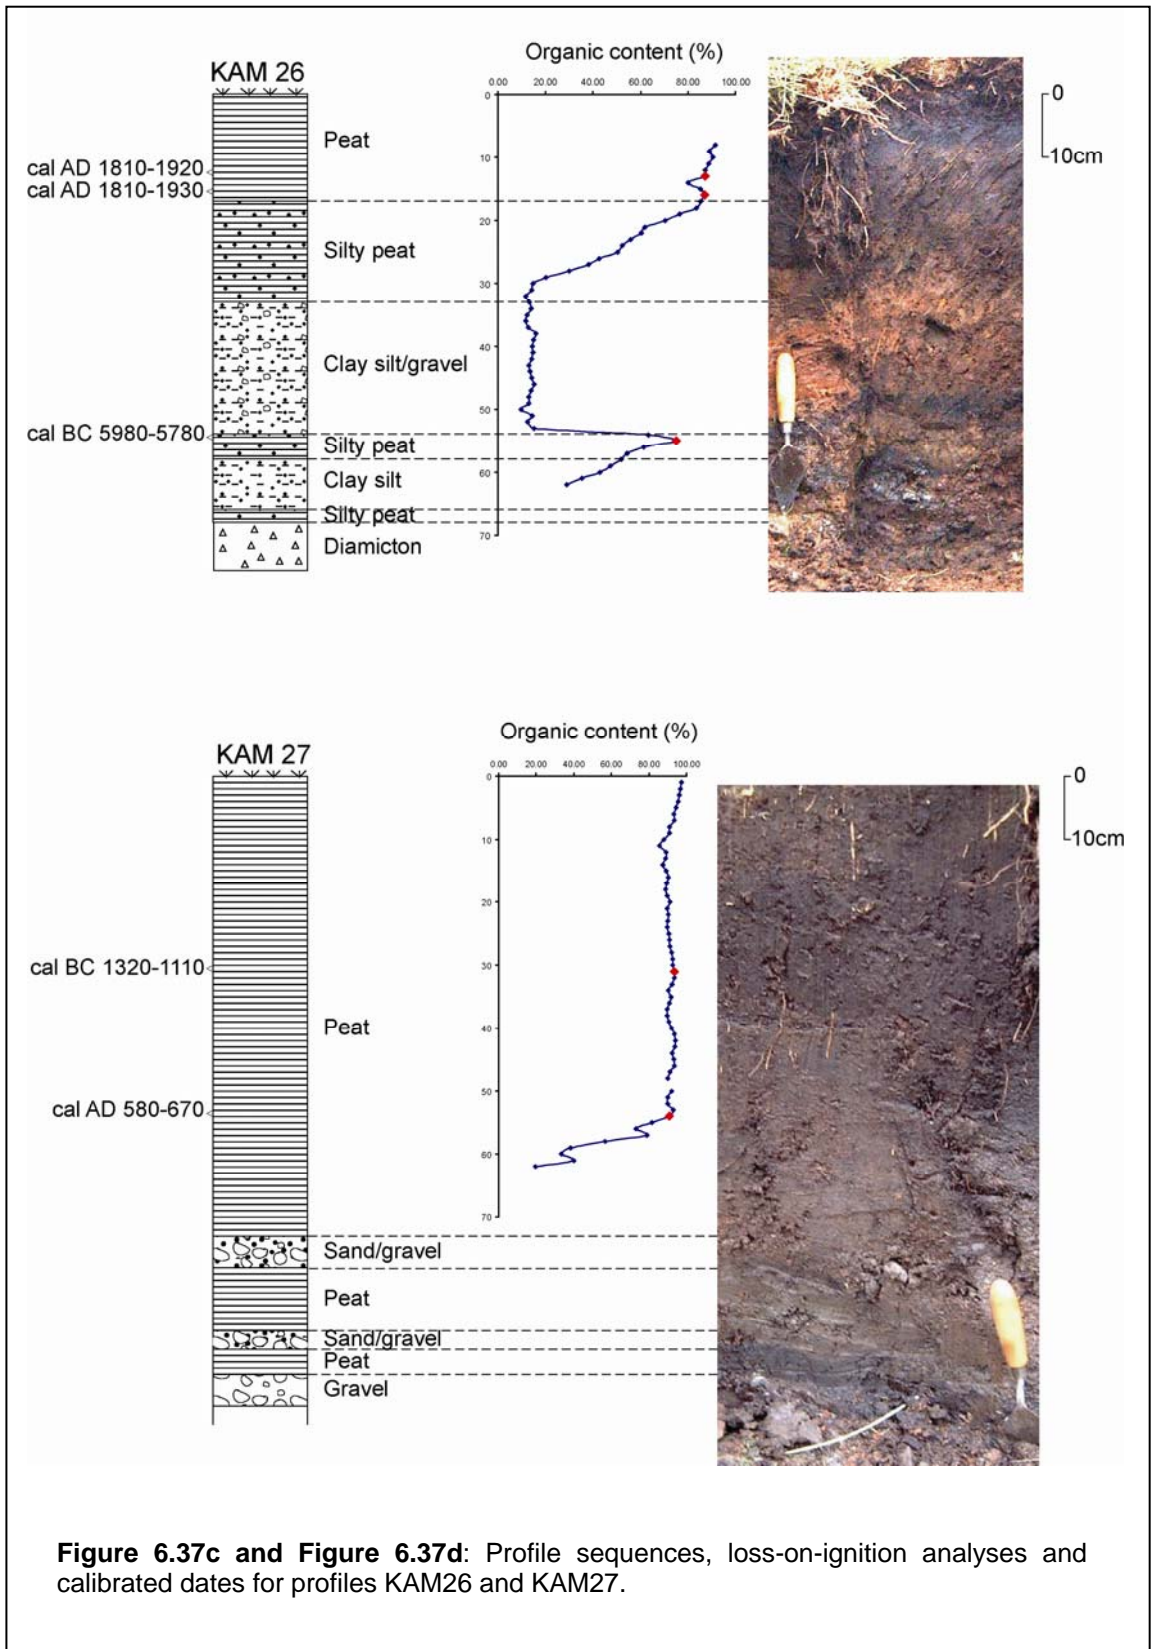 Organic content (%)
KAM 26
0.00 20.00 40.00 60.00 80.00 100.00
0
10
20
30
40
50
60
70
cal AD 1810-1920
cal AD 1810-1930
cal BC 5980-5780
Peat
Silty peat
Clay silt/gravel
Silty peat
Clay silt
Silty peat
Diamicton
0
10cm
Organic content (%)
KAM 27
0.00 20.00 40.00 60.00 80.00 100.00
0
10
20
30
40
50
60
70
cal BC 1320-1110
cal AD 580-670
Peat
Sand/gravel
Peat
Sand/gravel
Peat
Gravel
0
10cm
Figure 6.37c and Figure 6.37d: Profile sequences, loss-on-ignition analyses and
calibrated dates for profiles KAM26 and KAM27.